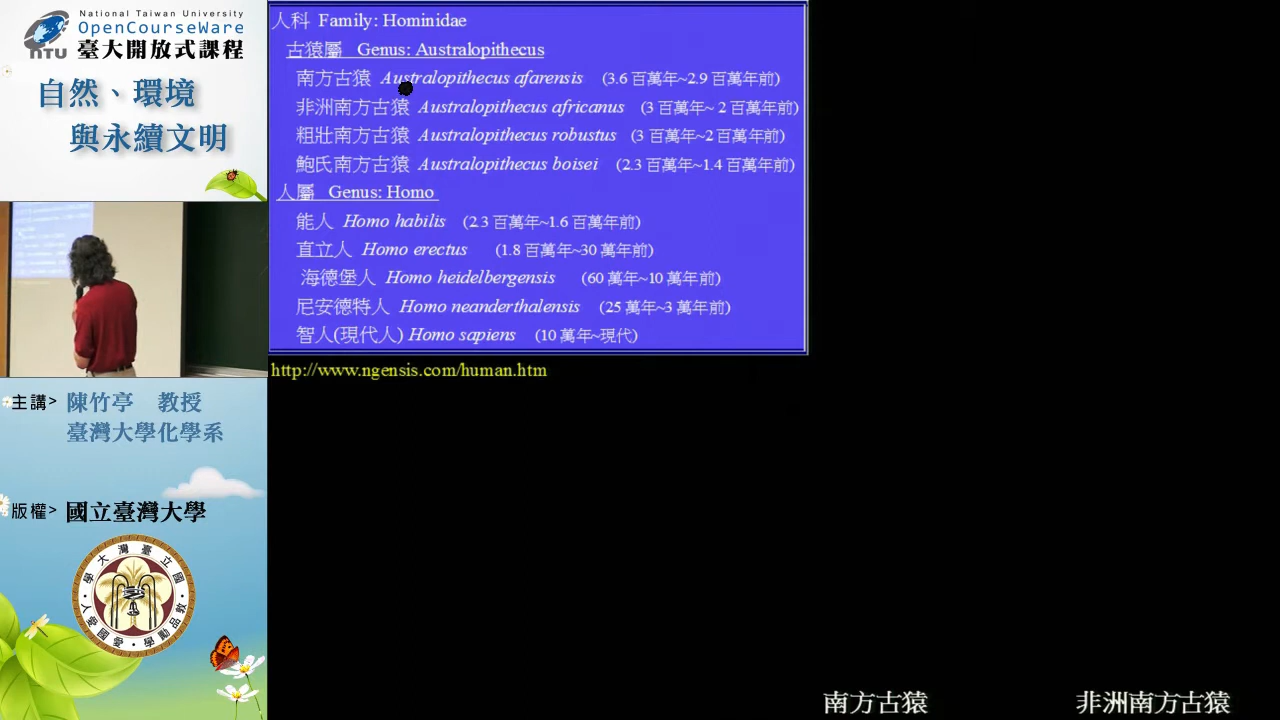 National Taiwan University
OpenCourseWare
NTU 臺大開放式課程
自然、環境
與永續文明
主講> 陳竹亭 教授
臺灣大學化學系
版權> 國立臺灣大學
人科 Family: Hominidae
古猿屬 Genus: Australopithecus
南方古猿 Australopithecus afarensis (3.6 百萬年~2.9 百萬年前)
非洲南方古猿 Australopithecus africanus (3 百萬年~ 2 百萬年前)
粗壯南方古猿 Australopithecus robustus (3 百萬年~2 百萬年前)
鮑氏南方古猿 Australopithecus boisei (2.3 百萬年~1.4 百萬年前)
人屬 Genus: Homo
能人 Homo habilis (2.3 百萬年~1.6 百萬年前)
直立人 Homo erectus (1.8 百萬年~30 萬年前)
海德堡人 Homo heidelbergensis (60 萬年~10 萬年前)
尼安德特人 Homo neanderthalensis (25 萬年~3 萬年前)
智人(現代人) Homo sapiens (10 萬年~現代)
http://www.ngensis.com/human.htm
南方古猿 非洲南方古猿